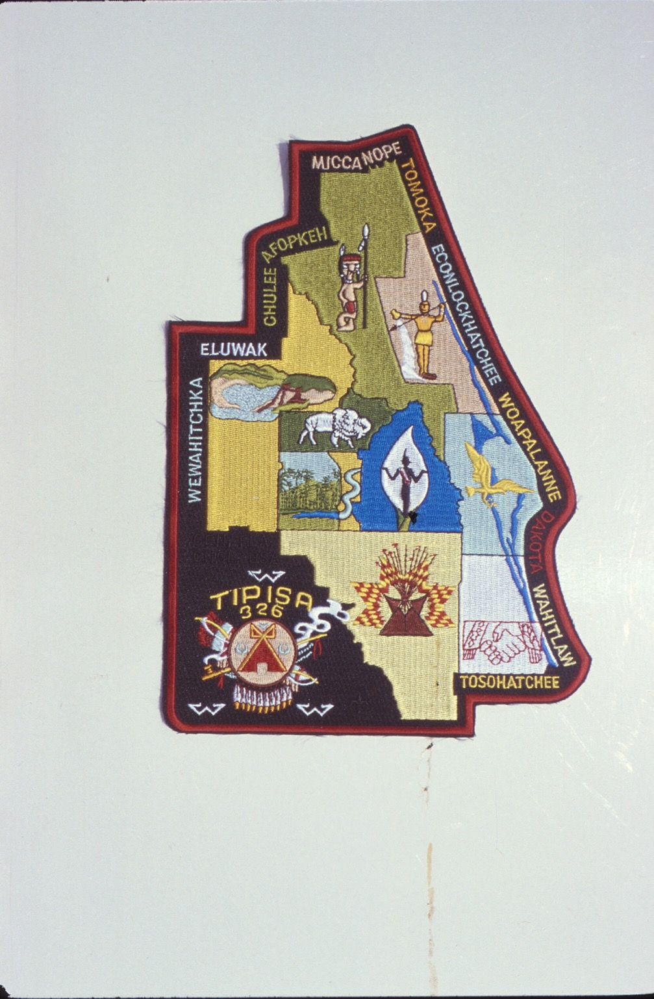 MICCANOPE
TOMOKA
AFOPKEH
CHULEE
ECONLOCKHATCHEE
ELUWAK
WEWAHITCHKA
WOAPALANNE
DAKOTA
WAHITLAW
TIPISA
326
TOSOHATCHEE